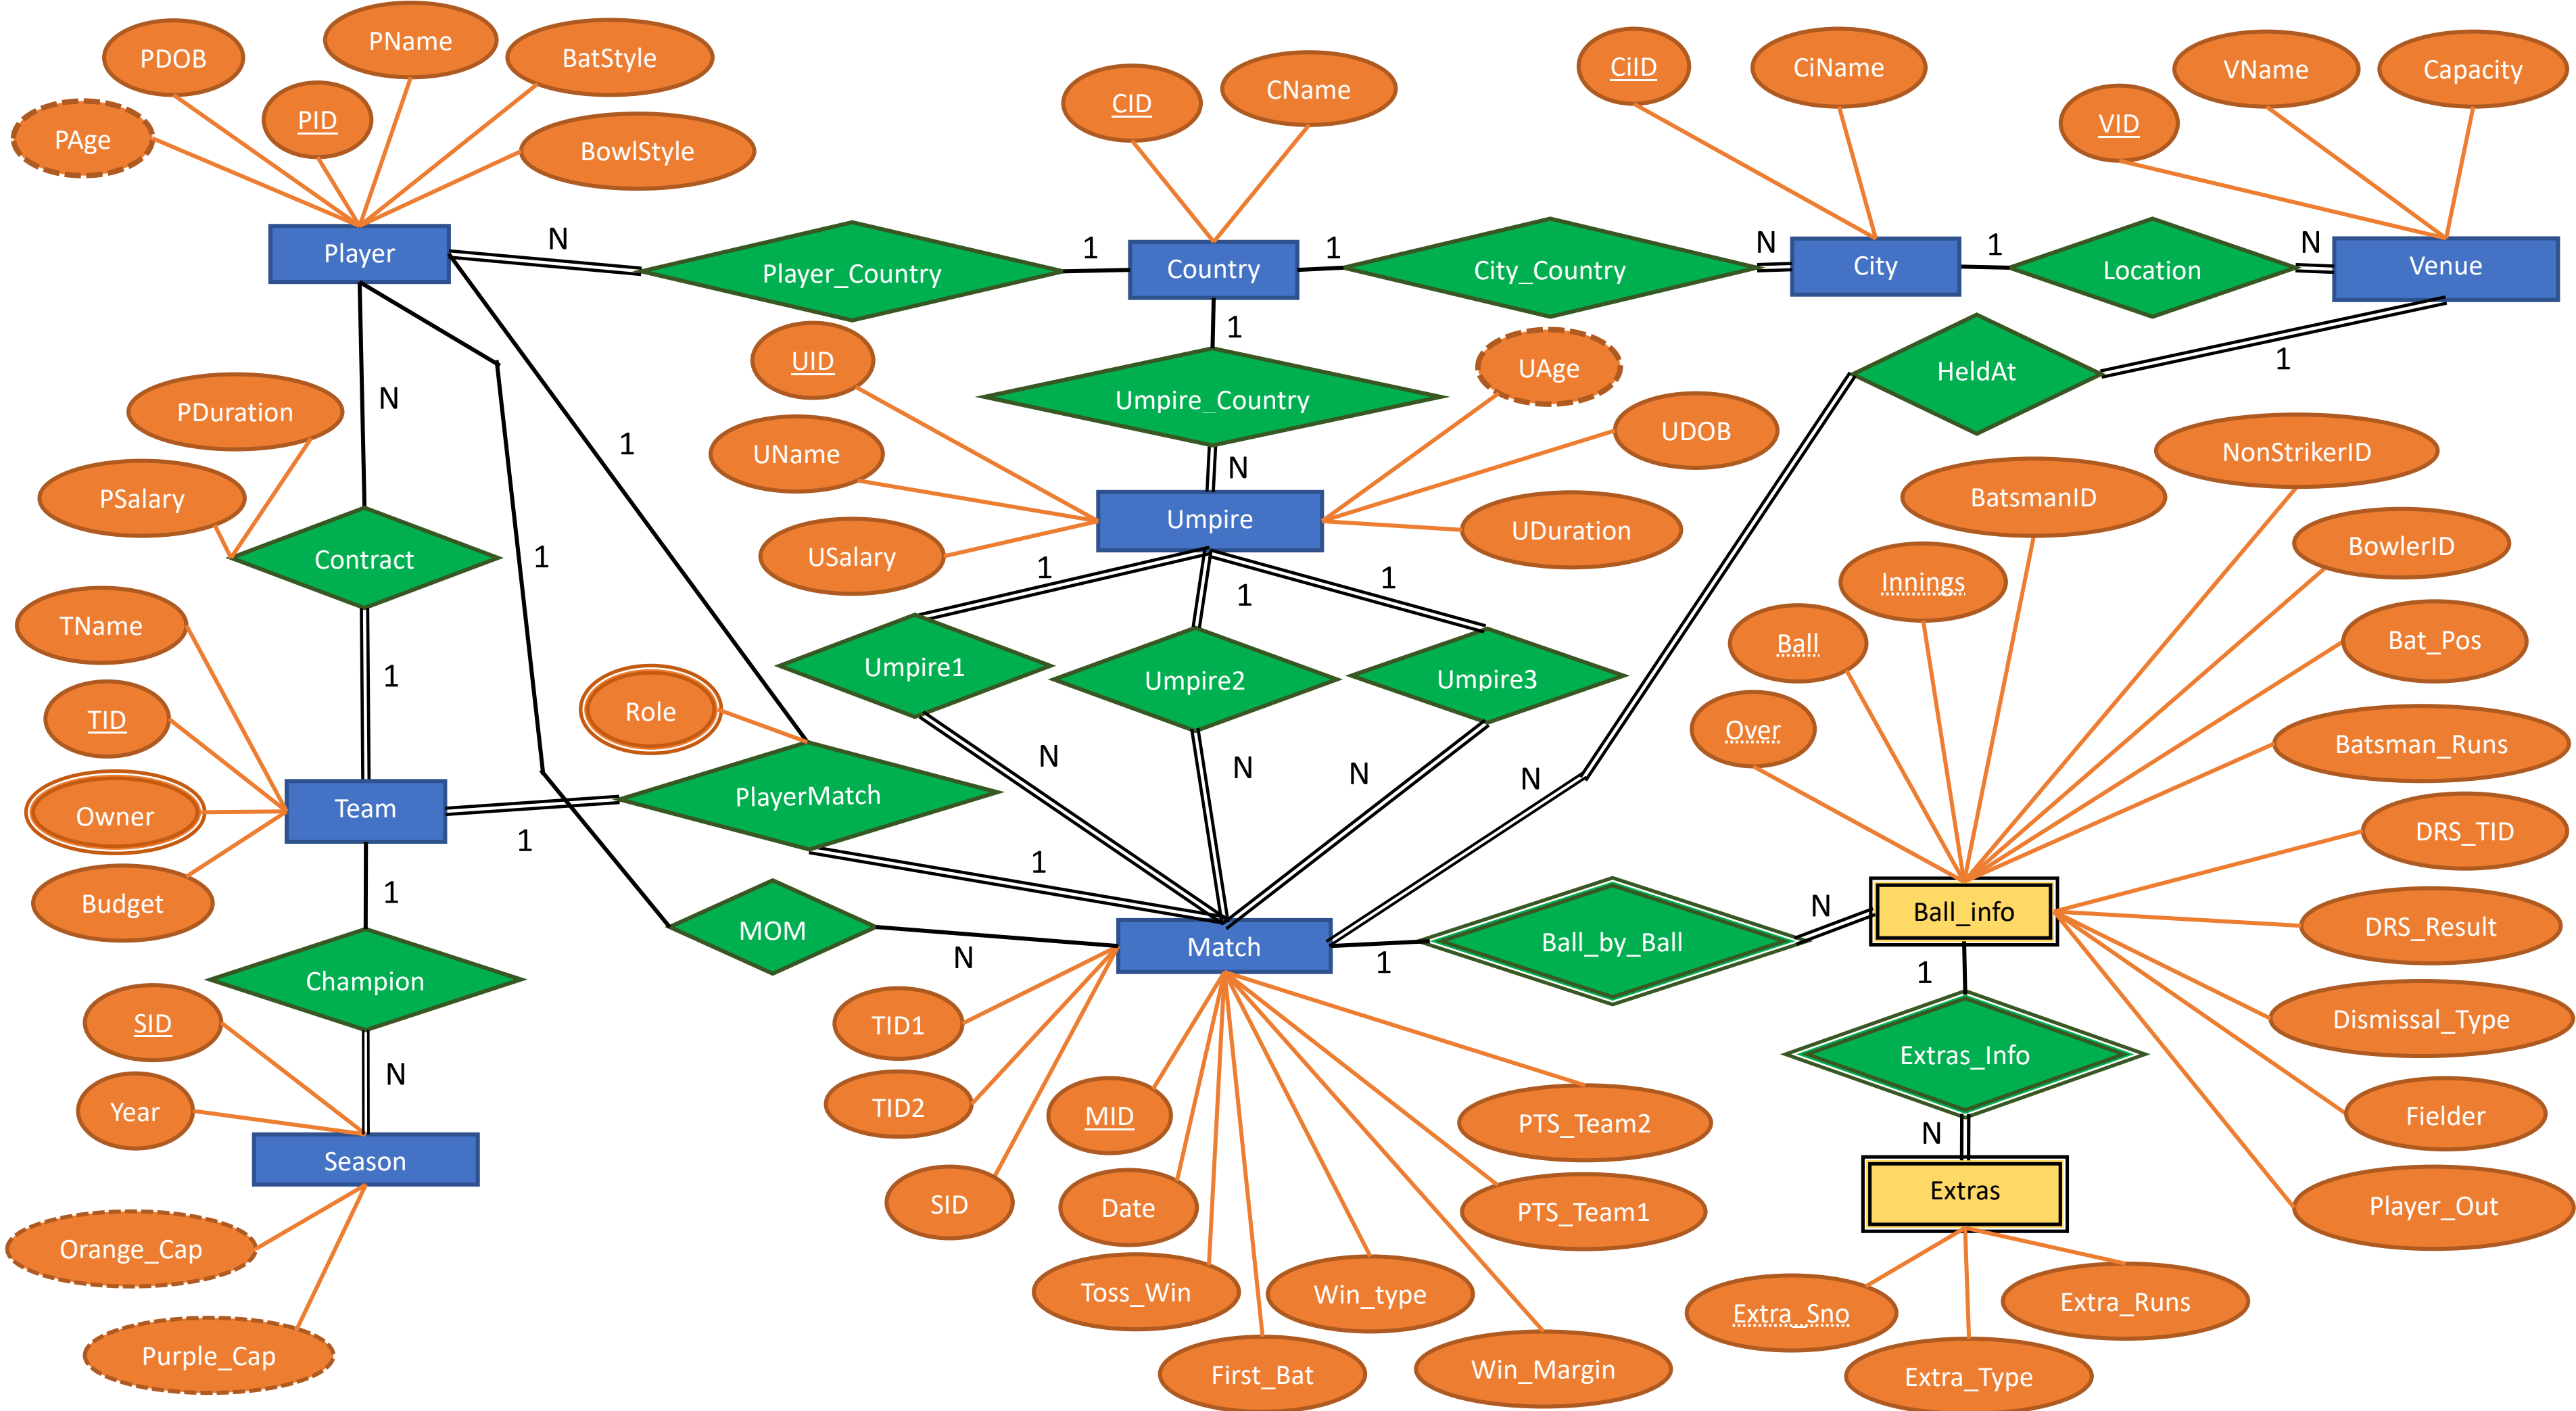 PDOB
PName
BatStyle
PID
PAge
BowlStyle
CID
CName
CiID
CiName
VID
VName
Capacity
Player
N
Player_Country
1
Country
1
City_Country
N
City
1
Location
N
Venue
1
HeldAt
1
UID
Umpire_Country
UAge
N
PDuration
1
UName
N
UDOB
NonStrikerID
PSalary
USalary
Umpire
UDuration
BatsmanID
Contract
1
1
1
1
BowlerID
Innings
TName
Ball
Bat_Pos
1
Umpire1
Umpire2
Umpire3
TID
Role
Over
Batsman_Runs
N
N
N
N
Owner
Team
PlayerMatch
1
1
DRS_TID
Budget
1
MOM
N
Match
1
Ball_by_Ball
N
Ball_info
DRS_Result
Champion
1
SID
TID1
Extras_Info
Dismissal_Type
N
Year
TID2
MID
PTS_Team2
N
Fielder
Season
SID
Date
PTS_Team1
Extras
Player_Out
Orange_Cap
Toss_Win
Win_type
Extra_Sno
Extra_Runs
Purple_Cap
First_Bat
Win_Margin
Extra_Type